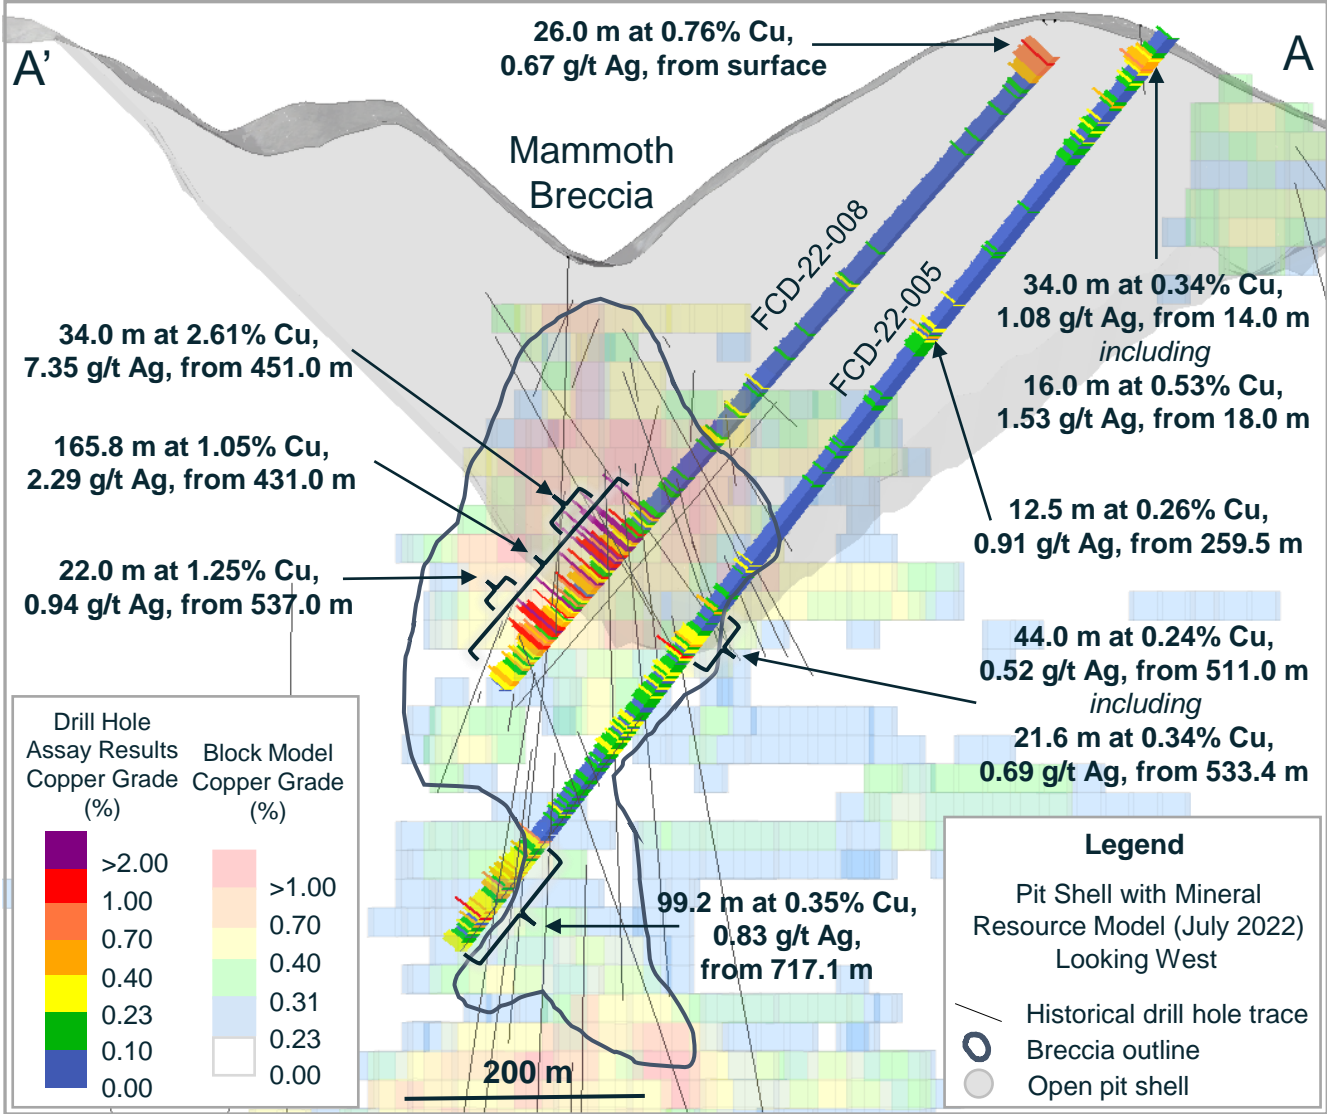 A’
A
26.0 m at 0.76% Cu,
0.67 g/t Ag, from surface
Mammoth
Breccia
FCD-22-008
FCD-22-005
34.0 m at 2.61% Cu,
7.35 g/t Ag, from 451.0 m
165.8 m at 1.05% Cu,
2.29 g/t Ag, from 431.0 m
22.0 m at 1.25% Cu,
0.94 g/t Ag, from 537.0 m
34.0 m at 0.34% Cu,
1.08 g/t Ag, from 14.0 m
including
16.0 m at 0.53% Cu,
1.53 g/t Ag, from 18.0 m
12.5 m at 0.26% Cu,
0.91 g/t Ag, from 259.5 m
44.0 m at 0.24% Cu,
0.52 g/t Ag, from 511.0 m
including
21.6 m at 0.34% Cu,
0.69 g/t Ag, from 533.4 m
99.2 m at 0.35% Cu,
0.83 g/t Ag,
from 717.1 m
200 m
Drill Hole
Assay Results
Copper Grade
(%)
>2.00
1.00
0.70
0.40
0.23
0.10
0.00
Block Model
Copper Grade
(%)
>1.00
0.70
0.40
0.31
0.23
0.00
Legend
Pit Shell with Mineral
Resource Model (July 2022)
Looking West
Historical drill hole trace
Breccia outline
Open pit shell